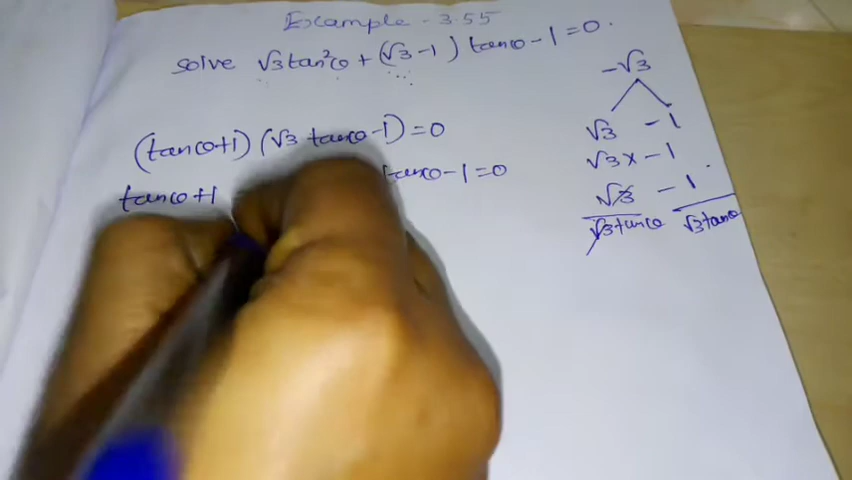 Example - 3.55
solve √3tan²θ + (√3-1) tanθ-1=0.
(tanθ+1) (√3 tanθ-1)=0
tanθ+1
tanθ-1=0
-√3
√3 -1
√3 x -1
√3 -1
√3tanθ √3tanθ